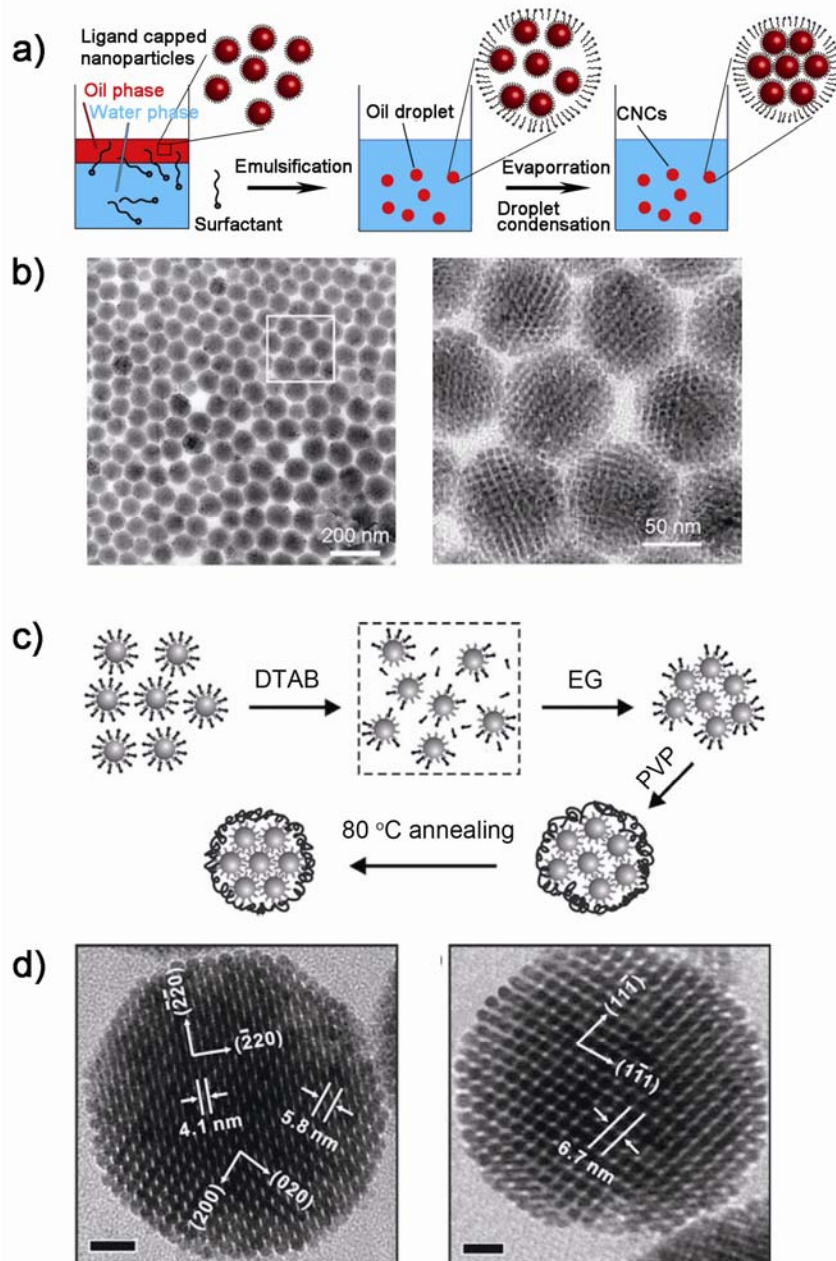 a)
Ligand capped
nanoparticles
Oil phase
Water phase
Emulsification
Surfactant
Oil droplet
Evaporration
Droplet
condensation
CNCs
b)
200 nm
50 nm
c)
DTAB
EG
PVP
80 °C annealing
d)
(2̄2̄0)
(2̄20)
4.1 nm
5.8 nm
(200)
(020)
(111̄)
(11̄1)
6.7 nm